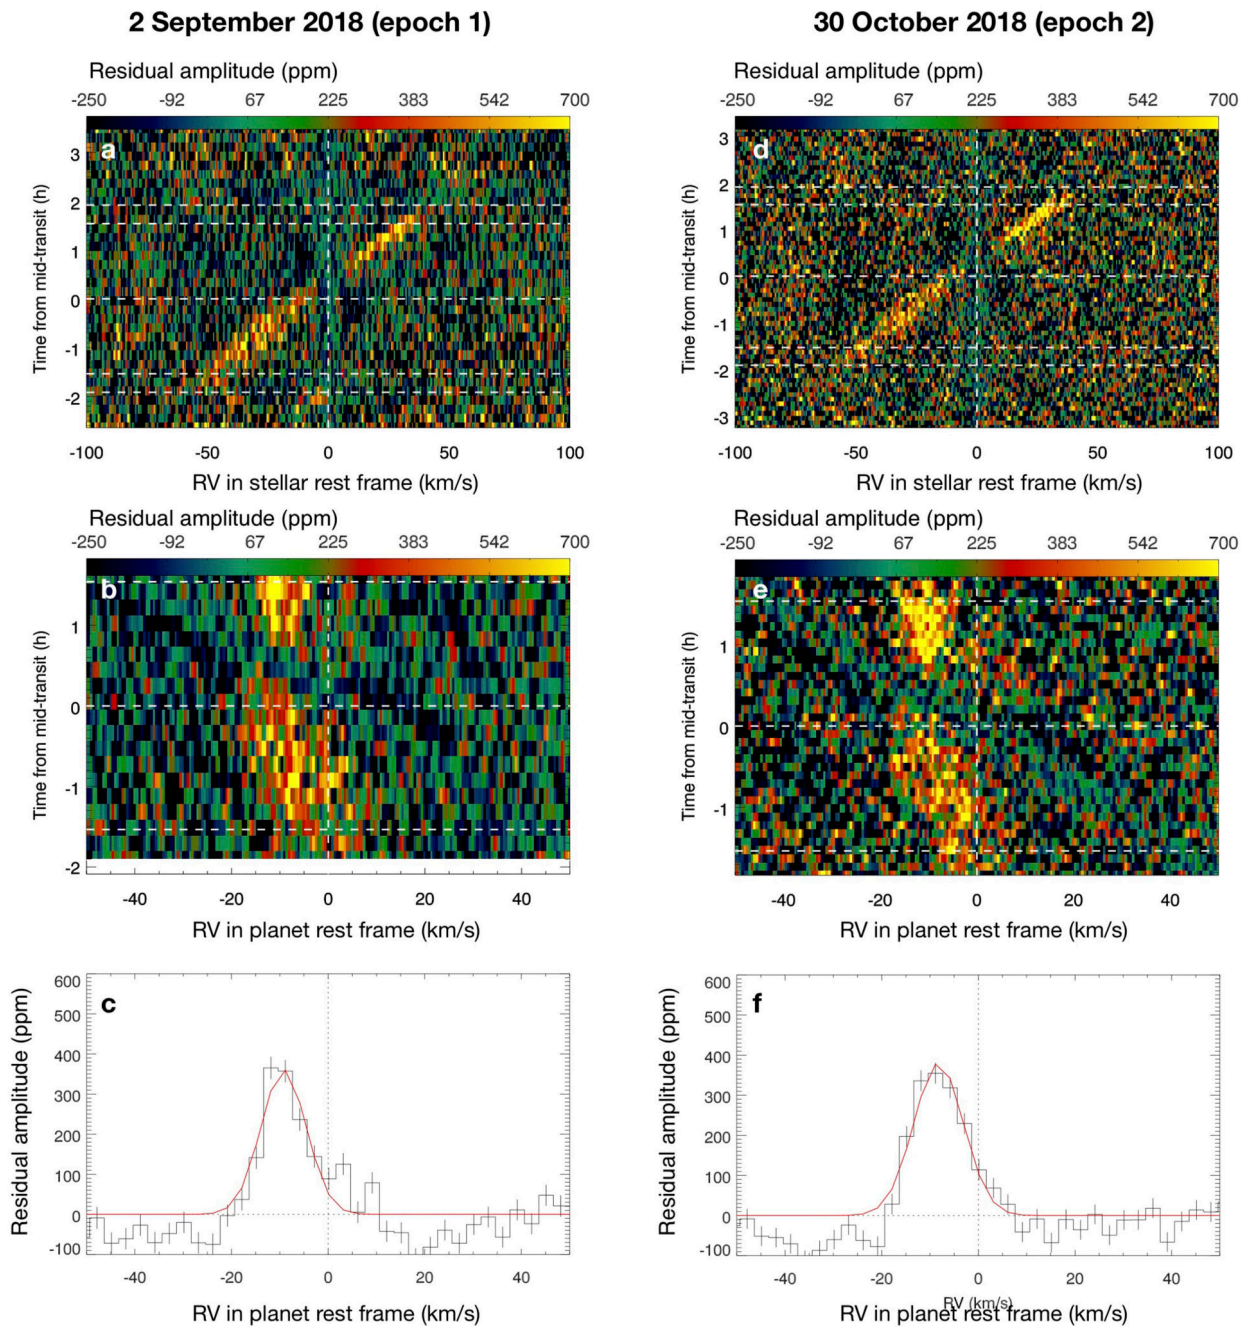 2 September 2018 (epoch 1)
30 October 2018 (epoch 2)
Residual amplitude (ppm)
-250 -92 67 225 383 542 700
a
Time from mid-transit (h)
3
2
1
0
-1
-2
-100 -50 0 50 100
RV in stellar rest frame (km/s)
Residual amplitude (ppm)
-250 -92 67 225 383 542 700
d
Time from mid-transit (h)
3
2
1
0
-1
-2
-3
-100 -50 0 50 100
RV in stellar rest frame (km/s)
Residual amplitude (ppm)
-250 -92 67 225 383 542 700
b
Time from mid-transit (h)
1
0
-1
-2
-40 -20 0 20 40
RV in planet rest frame (km/s)
Residual amplitude (ppm)
-250 -92 67 225 383 542 700
e
Time from mid-transit (h)
1
0
-1
-40 -20 0 20 40
RV in planet rest frame (km/s)
c
Residual amplitude (ppm)
600
500
400
300
200
100
0
-100
-40 -20 0 20 40
RV in planet rest frame (km/s)
f
Residual amplitude (ppm)
600
500
400
300
200
100
0
-100
-40 -20 0 20 40
RV (km/s)
RV in planet rest frame (km/s)